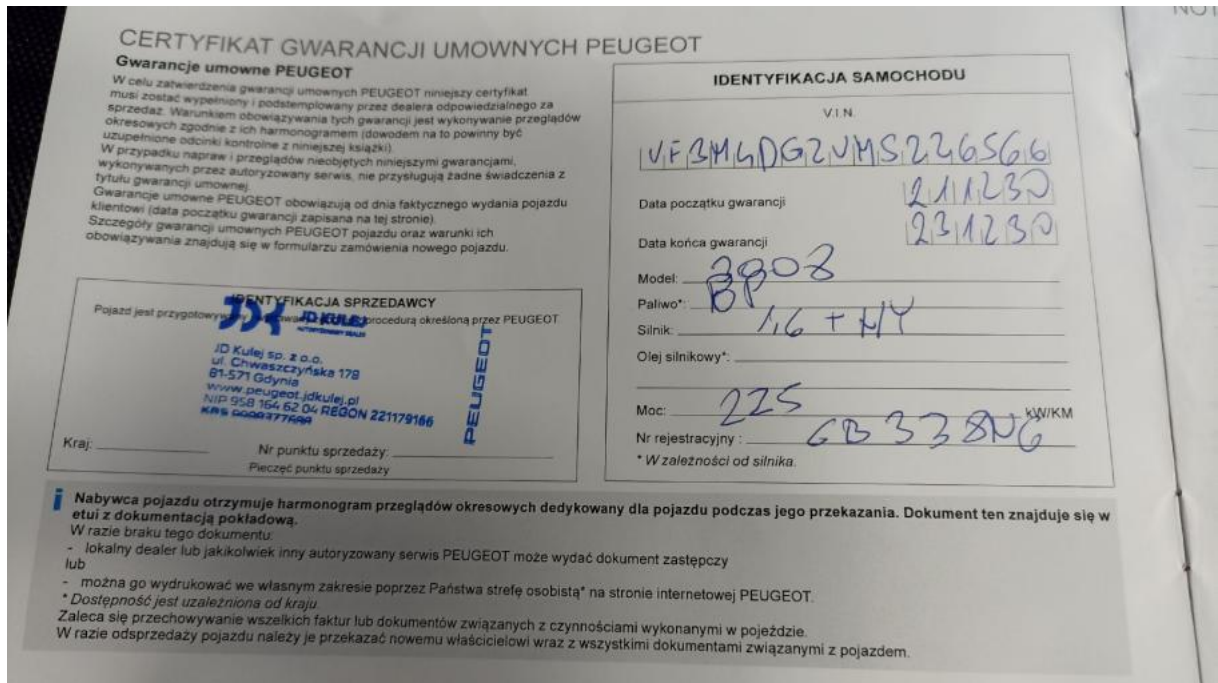 NOT
CERTYFIKAT GWARANCJI UMOWNYCH PEUGEOT
Gwarancje umowne PEUGEOT
W celu zatwierdzenia gwarancji umownych PEUGEOT niniejszy certyfikat
musi zostać wypełniony i podstemplowany przez dealera odpowiedzialnego za
sprzedaż. Warunkiem obowiązywania tych gwarancji jest wykonywanie przeglądów
okresowych zgodnie z ich harmonogramem (dowodem na to powinny być
uzupełnione odcinki kontrolne z niniejszej książki).
W przypadku napraw i przeglądów nieobjętych niniejszymi gwarancjami,
wykonywanych przez autoryzowany serwis, nie przysługują żadne świadczenia z
tytułu gwarancji umownej.
Gwarancje umowne PEUGEOT obowiązują od dnia faktycznego wydania pojazdu
klientowi (data początku gwarancji zapisana na tej stronie).
Szczegóły gwarancji umownych PEUGEOT pojazdu oraz warunki ich
obowiązywania znajdują się w formularzu zamówienia nowego pojazdu.
IDENTYFIKACJA SPRZEDAWCY
Pojazd jest przygotowywany procedurą określoną przez PEUGEOT.
JD KULEJ
AUTORYZOWANY DEALER
JD Kulej sp. z o.o.
ul. Chwaszczyńska 178
81-571 Gdynia
www.peugeot.jdkulej.pl
NIP 958 164 62 04 REGON 221179166
KRS
PEUGEOT
Kraj:
Nr punktu sprzedaży:
Pieczęć punktu sprzedaży
IDENTYFIKACJA SAMOCHODU
V.I.N.
VF3M4DGZUMS226566
Data początku gwarancji 211230
Data końca gwarancji 231230
Model: 3008
Paliwo*: BP
Silnik: 1,6 + HY
Olej silnikowy*:
Moc: 225 kW/KM
Nr rejestracyjny : GB338NG
* W zależności od silnika.
i Nabywca pojazdu otrzymuje harmonogram przeglądów okresowych dedykowany dla pojazdu podczas jego przekazania. Dokument ten znajduje się w
etui z dokumentacją pokładową.
W razie braku tego dokumentu:
- lokalny dealer lub jakikolwiek inny autoryzowany serwis PEUGEOT może wydać dokument zastępczy
lub
- można go wydrukować we własnym zakresie poprzez Państwa strefę osobistą* na stronie internetowej PEUGEOT.
* Dostępność jest uzależniona od kraju.
Zaleca się przechowywanie wszelkich faktur lub dokumentów związanych z czynnościami wykonanymi w pojeździe.
W razie odsprzedaży pojazdu należy je przekazać nowemu właścicielowi wraz z wszystkimi dokumentami związanymi z pojazdem.